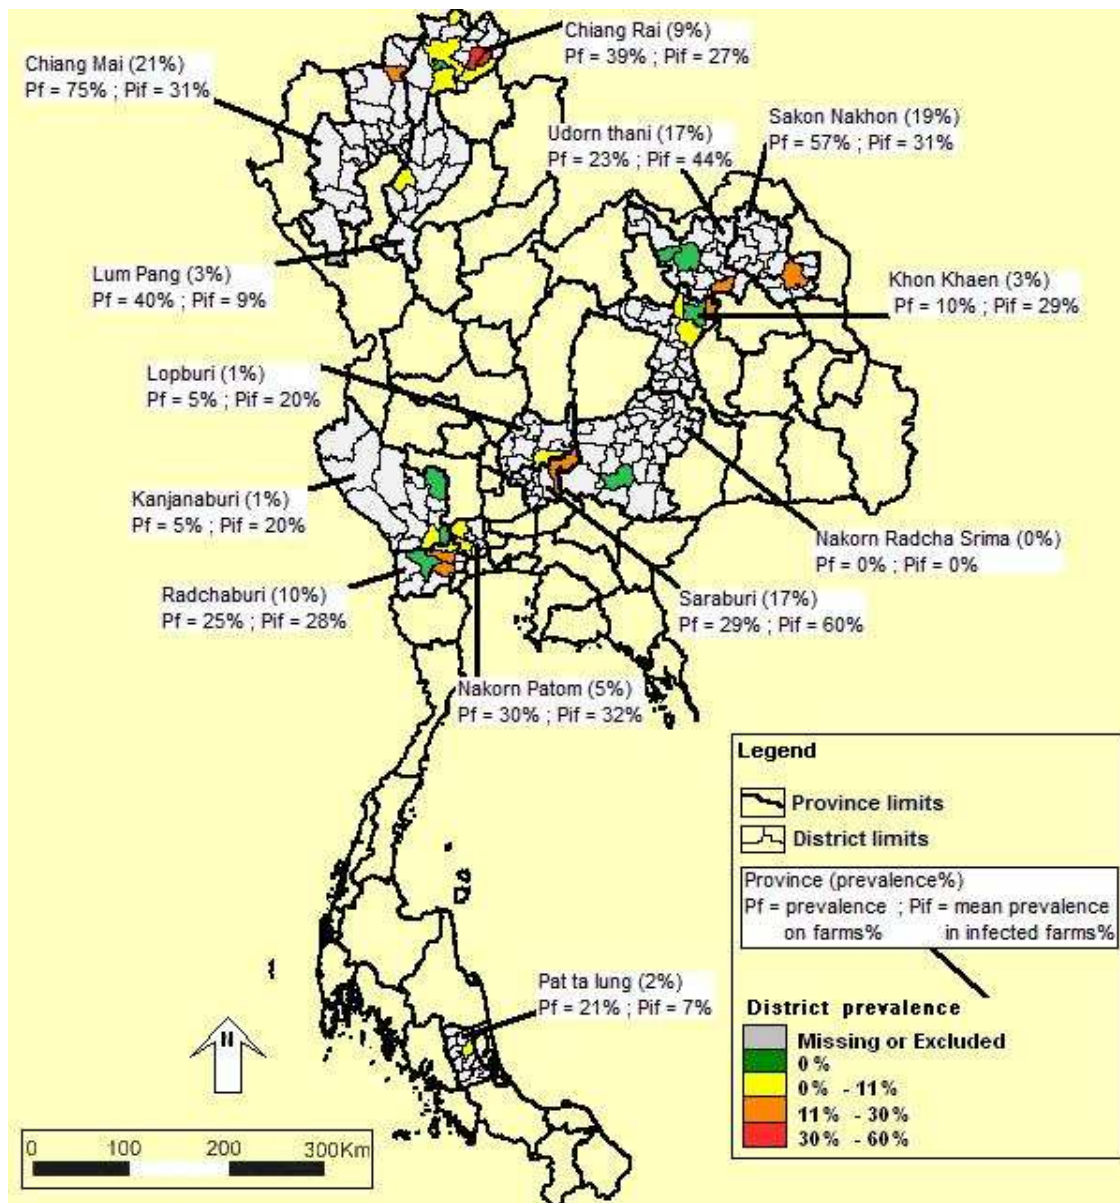 Chiang Rai (9%)
Pf = 39% ; Pif = 27%
Chiang Mai (21%)
Pf = 75% ; Pif = 31%
Sakon Nakhon (19%)
Pf = 57% ; Pif = 31%
Udorn thani (17%)
Pf = 23% ; Pif = 44%
Lum Pang (3%)
Pf = 40% ; Pif = 9%
Khon Khaen (3%)
Pf = 10% ; Pif = 29%
Lopburi (1%)
Pf = 5% ; Pif = 20%
Kanjanaburi (1%)
Pf = 5% ; Pif = 20%
Nakorn Radcha Srima (0%)
Pf = 0% ; Pif = 0%
Radchaburi (10%)
Pf = 25% ; Pif = 28%
Saraburi (17%)
Pf = 29% ; Pif = 60%
Nakorn Patom (5%)
Pf = 30% ; Pif = 32%
Pat ta lung (2%)
Pf = 21% ; Pif = 7%
Legend
Province limits
District limits
Province (prevalence%)
Pf = prevalence ; Pif = mean prevalence
on farms% in infected farms%
District prevalence
Missing or Excluded
0%
0% - 11%
11% - 30%
30% - 60%
N
0 100 200 300Km